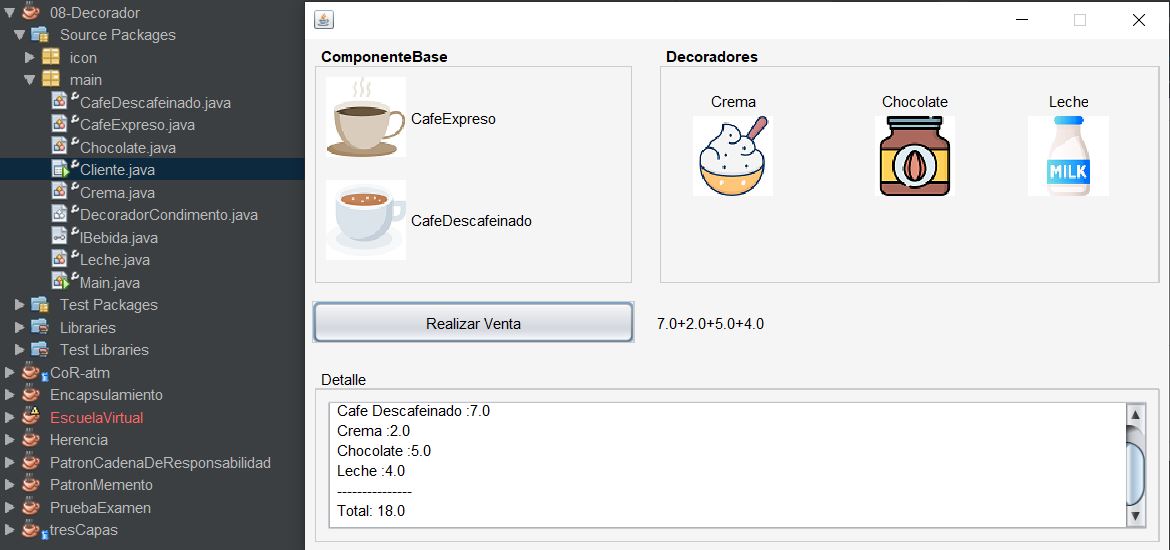 08-Decorador
Source Packages
icon
main
CafeDescafeinado.java
CafeExpreso.java
Chocolate.java
Cliente.java
Crema.java
DecoradorCondimento.java
IBebida.java
Leche.java
Main.java
Test Packages
Libraries
Test Libraries
CoR-atm
Encapsulamiento
EscuelaVirtual
Herencia
PatronCadenaDeResponsabilidad
PatronMemento
PruebaExamen
tresCapas
ComponenteBase
CafeExpreso
CafeDescafeinado
Decoradores
Crema
Chocolate
Leche
MILK
Realizar Venta
7.0+2.0+5.0+4.0
Detalle
Cafe Descafeinado :7.0
Crema :2.0
Chocolate :5.0
Leche :4.0
---------------
Total: 18.0